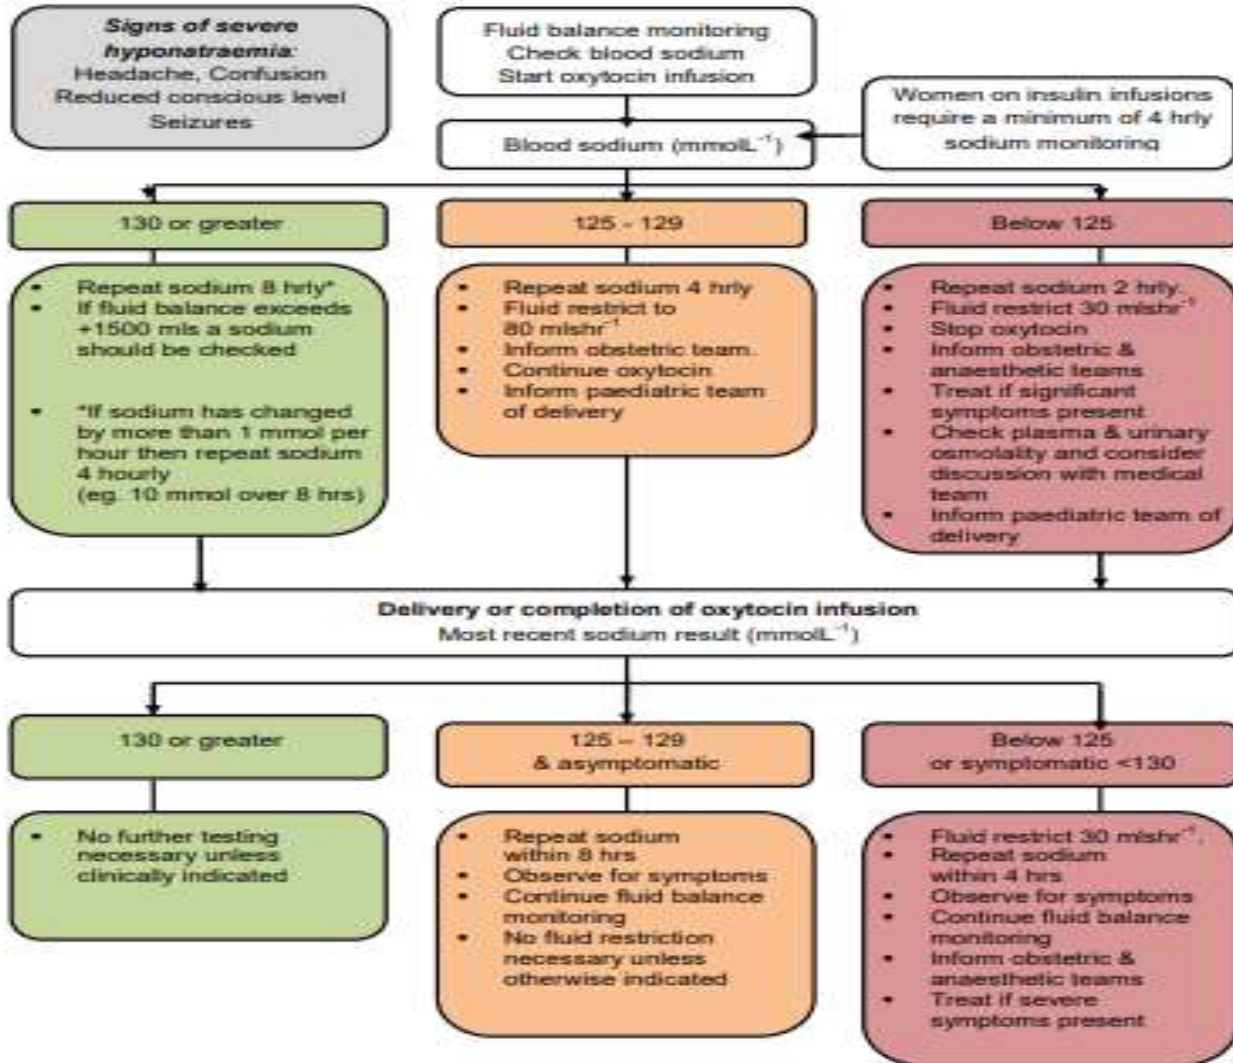 Signs of severe
hyponatraemia:
Headache, Confusion
Reduced conscious level
Seizures
Fluid balance monitoring
Check blood sodium
Start oxytocin infusion
Women on insulin infusions
require a minimum of 4 hrly
sodium monitoring
Blood sodium (mmolL⁻¹)
130 or greater
• Repeat sodium 8 hrly*
• If fluid balance exceeds
+1500 mls a sodium
should be checked
• *If sodium has changed
by more than 1 mmol per
hour then repeat sodium
4 hourly
(eg. 10 mmol over 8 hrs)
125 - 129
• Repeat sodium 4 hrly
• Fluid restrict to
80 mlshr⁻¹
• Inform obstetric team.
• Continue oxytocin
• Inform paediatric team
of delivery
Below 125
• Repeat sodium 2 hrly.
• Fluid restrict 30 mlshr⁻¹
• Stop oxytocin
• Inform obstetric &
anaesthetic teams
• Treat if significant
symptoms present
• Check plasma & urinary
osmolality and consider
discussion with medical
team
• Inform paediatric team of
delivery
Delivery or completion of oxytocin infusion
Most recent sodium result (mmolL⁻¹)
130 or greater
• No further testing
necessary unless
clinically indicated
125 – 129
& asymptomatic
• Repeat sodium
within 8 hrs
• Observe for symptoms
• Continue fluid balance
monitoring
• No fluid restriction
necessary unless
otherwise indicated
Below 125
or symptomatic <130
• Fluid restrict 30 mlshr⁻¹.
• Repeat sodium
within 4 hrs
• Observe for symptoms
• Continue fluid balance
monitoring
• Inform obstetric &
anaesthetic teams
• Treat if severe
symptoms present